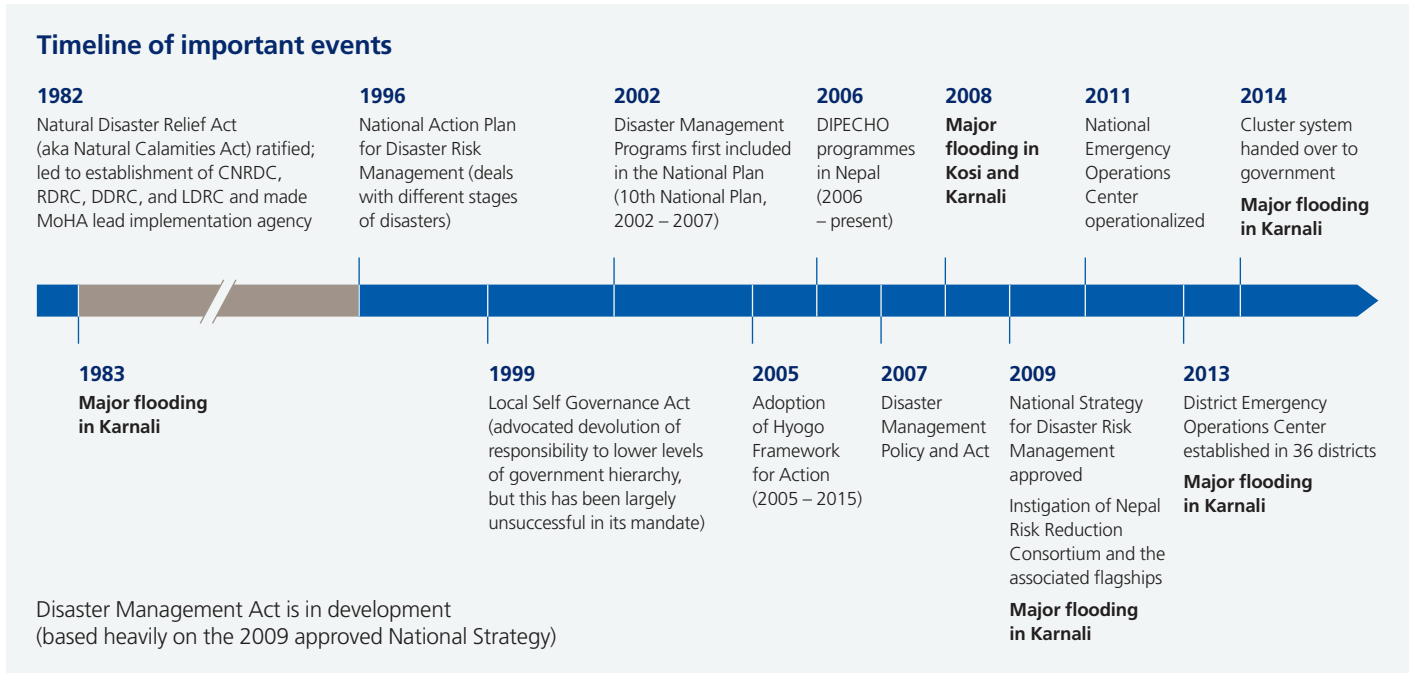 Timeline of important events
1982
Natural Disaster Relief Act
(aka Natural Calamities Act) ratified;
led to establishment of CNRDC,
RDRC, DDRC, and LDRC and made
MoHA lead implementation agency
1996
National Action Plan
for Disaster Risk
Management (deals
with different stages
of disasters)
2002
Disaster Management
Programs first included
in the National Plan
(10th National Plan,
2002 – 2007)
2006
DIPECHO
programmes
in Nepal
(2006
– present)
2008
Major
flooding in
Kosi and
Karnali
2011
National
Emergency
Operations
Center
operationalized
2014
Cluster system
handed over to
government
Major flooding
in Karnali
1983
Major flooding
in Karnali
1999
Local Self Governance Act
(advocated devolution of
responsibility to lower levels
of government hierarchy,
but this has been largely
unsuccessful in its mandate)
2005
Adoption
of Hyogo
Framework
for Action
(2005 – 2015)
2007
Disaster
Management
Policy and Act
2009
National Strategy
for Disaster Risk
Management
approved
Instigation of Nepal
Risk Reduction
Consortium and the
associated flagships
Major flooding
in Karnali
2013
District Emergency
Operations Center
established in 36 districts
Major flooding
in Karnali
Disaster Management Act is in development
(based heavily on the 2009 approved National Strategy)